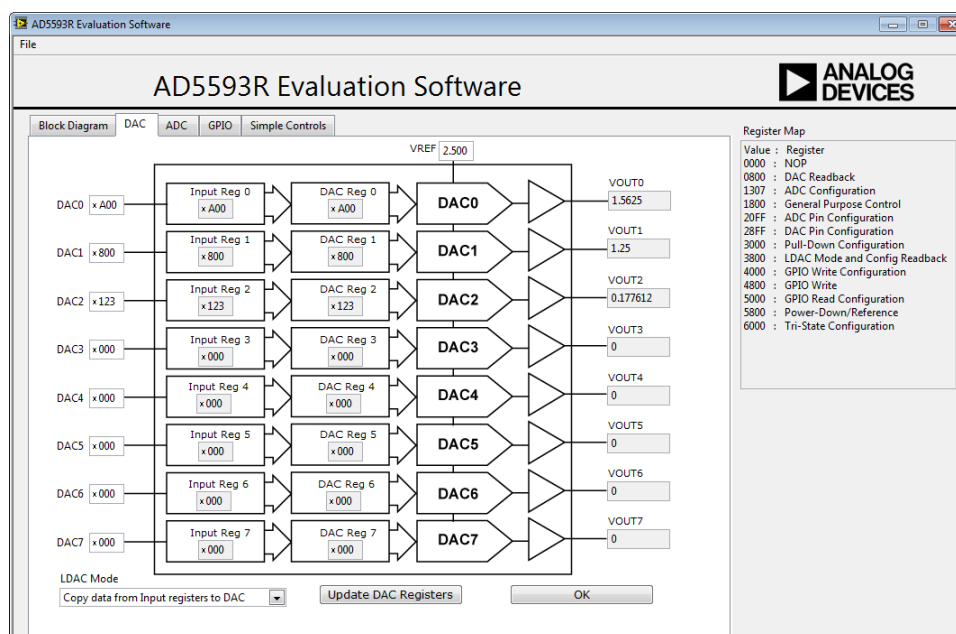 AD5593R Evaluation Software
File
AD5593R Evaluation Software
ANALOG
DEVICES
Block Diagram DAC ADC GPIO Simple Controls
VREF 2.500
DAC0 x A00 Input Reg 0 x A00 DAC Reg 0 x A00 DAC0 VOUT0 1.5625
DAC1 x 800 Input Reg 1 x 800 DAC Reg 1 x 800 DAC1 VOUT1 1.25
DAC2 x 123 Input Reg 2 x 123 DAC Reg 2 x 123 DAC2 VOUT2 0.177612
DAC3 x 000 Input Reg 3 x 000 DAC Reg 3 x 000 DAC3 VOUT3 0
DAC4 x 000 Input Reg 4 x 000 DAC Reg 4 x 000 DAC4 VOUT4 0
DAC5 x 000 Input Reg 5 x 000 DAC Reg 5 x 000 DAC5 VOUT5 0
DAC6 x 000 Input Reg 6 x 000 DAC Reg 6 x 000 DAC6 VOUT6 0
DAC7 x 000 Input Reg 7 x 000 DAC Reg 7 x 000 DAC7 VOUT7 0
LDAC Mode
Copy data from Input registers to DAC
Update DAC Registers
OK
Register Map
Value : Register
0000 : NOP
0800 : DAC Readback
1307 : ADC Configuration
1800 : General Purpose Control
20FF : ADC Pin Configuration
28FF : DAC Pin Configuration
3000 : Pull-Down Configuration
3800 : LDAC Mode and Config Readback
4000 : GPIO Write Configuration
4800 : GPIO Write
5000 : GPIO Read Configuration
5800 : Power-Down/Reference
6000 : Tri-State Configuration